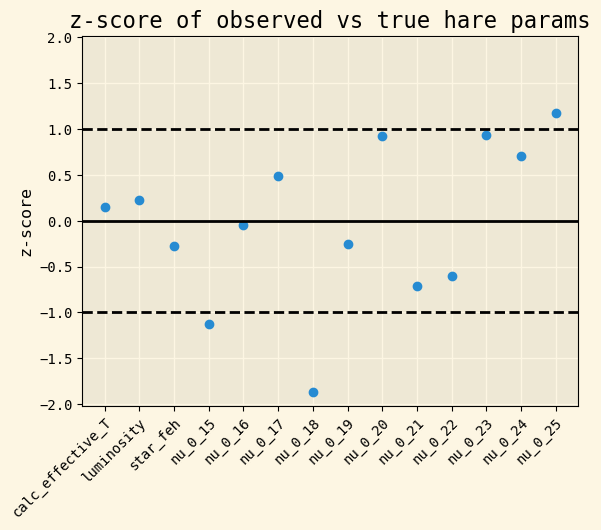 z-score of observed vs true hare params
2.0
1.5
1.0
0.5
0.0
−0.5
−1.0
−1.5
−2.0
z-score
calc_effective_T
luminosity
star_feh
nu_0_15
nu_0_16
nu_0_17
nu_0_18
nu_0_19
nu_0_20
nu_0_21
nu_0_22
nu_0_23
nu_0_24
nu_0_25